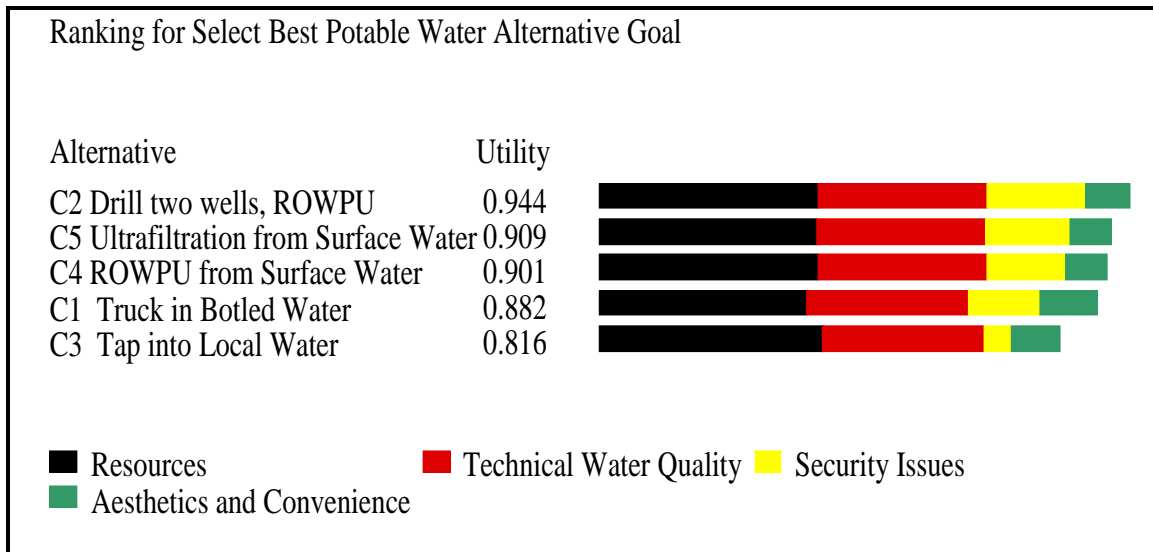 Ranking for Select Best Potable Water Alternative Goal
Alternative Utility
C2 Drill two wells, ROWPU 0.944
C5 Ultrafiltration from Surface Water 0.909
C4 ROWPU from Surface Water 0.901
C1 Truck in Botled Water 0.882
C3 Tap into Local Water 0.816
Resources Technical Water Quality Security Issues
Aesthetics and Convenience